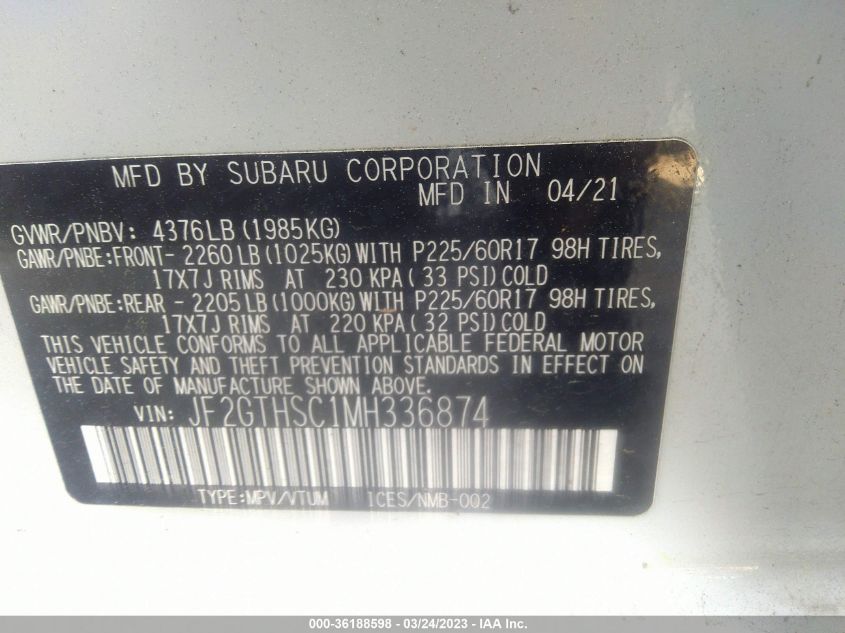 MFD BY SUBARU CORPORATION
MFD IN 04/21
GVWR/PNBV: 4376LB (1985KG)
GAWR/PNBE:FRONT- 2260LB (1025KG) WITH P225/60R17 98H TIRES,
17X7J RIMS AT 230 KPA ( 33 PSI) COLD
GAWR/PNBE:REAR - 2205LB (1000KG) WITH P225/60R17 98H TIRES,
17X7J RIMS AT 220 KPA ( 32 PSI) COLD
THIS VEHICLE CONFORMS TO ALL APPLICABLE FEDERAL MOTOR
VEHICLE SAFETY AND THEFT PREVENTION STANDARDS IN EFFECT ON
THE DATE OF MANUFACTURE SHOWN ABOVE.
VIN: JF2GTHSC1MH336874
TYPE:MPV/VTUM ICES/NMB-002
000-36188598 - 03/24/2023 - IAA Inc.